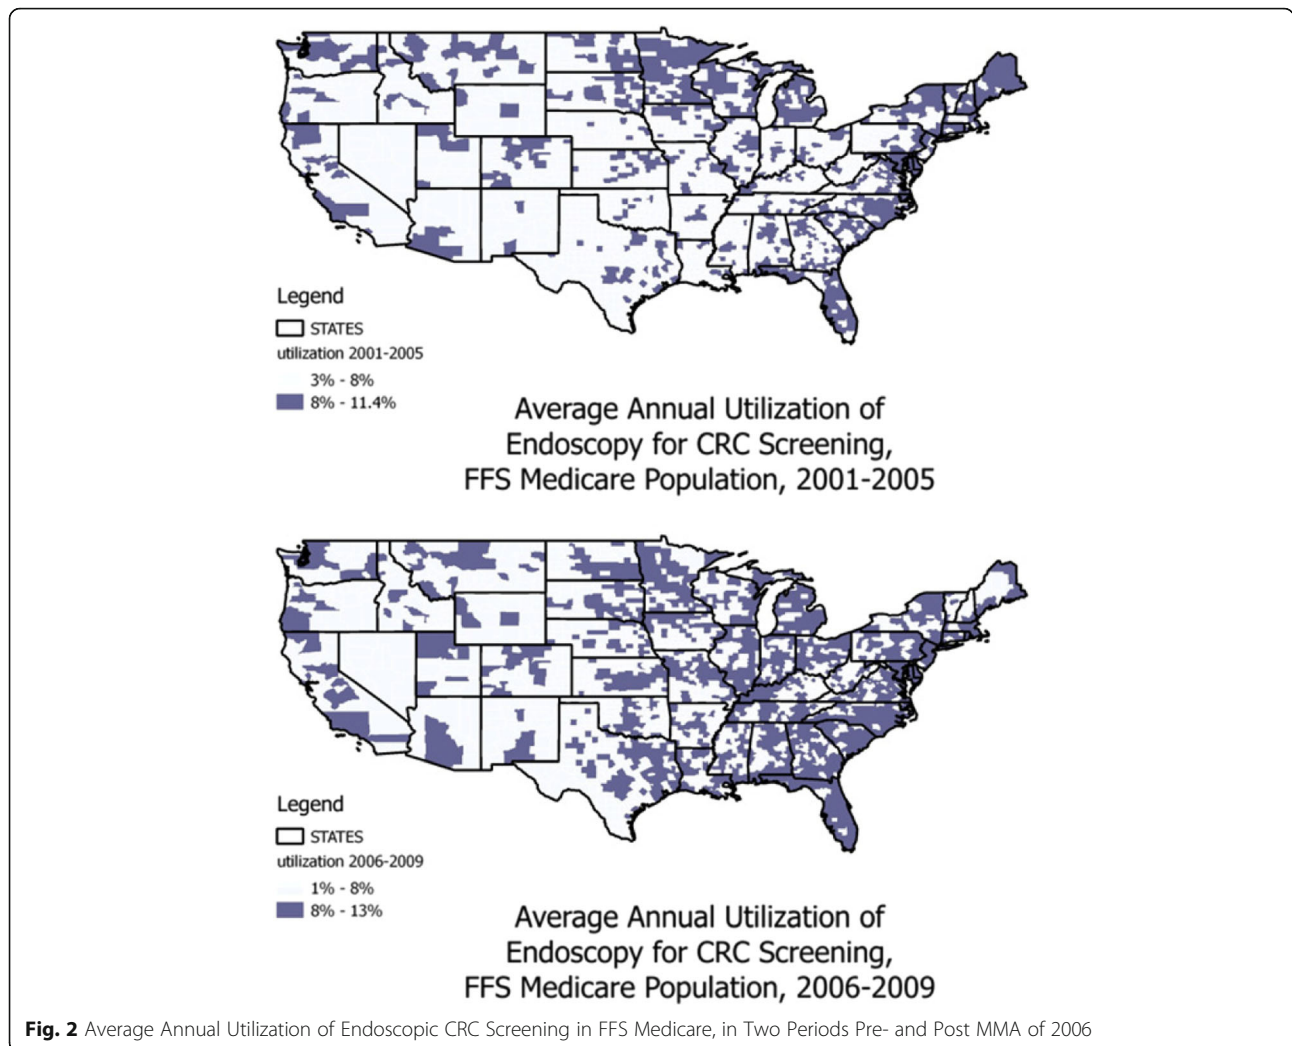 Legend
STATES
utilization 2001-2005
3% - 8%
8% - 11.4%
Average Annual Utilization of
Endoscopy for CRC Screening,
FFS Medicare Population, 2001-2005
Legend
STATES
utilization 2006-2009
1% - 8%
8% - 13%
Average Annual Utilization of
Endoscopy for CRC Screening,
FFS Medicare Population, 2006-2009
Fig. 2 Average Annual Utilization of Endoscopic CRC Screening in FFS Medicare, in Two Periods Pre- and Post MMA of 2006